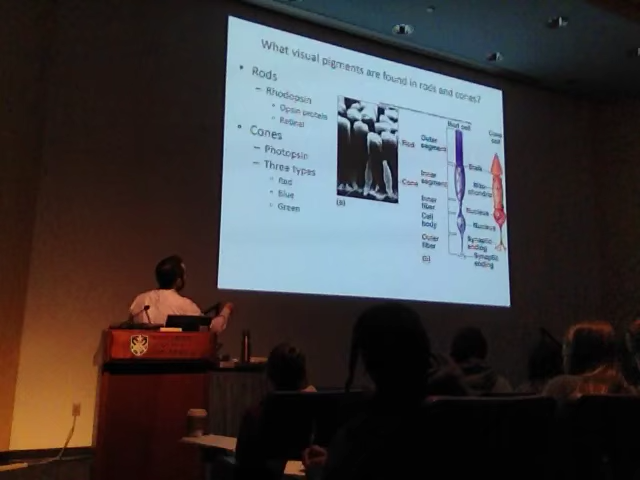 What visual pigments are found in rods and cones?
• Rods
– Rhodopsin
• Opsin protein
• Retinal
• Cones
– Photopsin
– Three Types
• Red
• Blue
• Green
Rod
Cone
(a)
Rod cell
Cone cell
Outer segment
Inner segment
Inner fiber
Cell body
Outer fiber
(b)
Stalk
Mitochondria
Nucleus
Nucleus
Synaptic ending
Synaptic ending